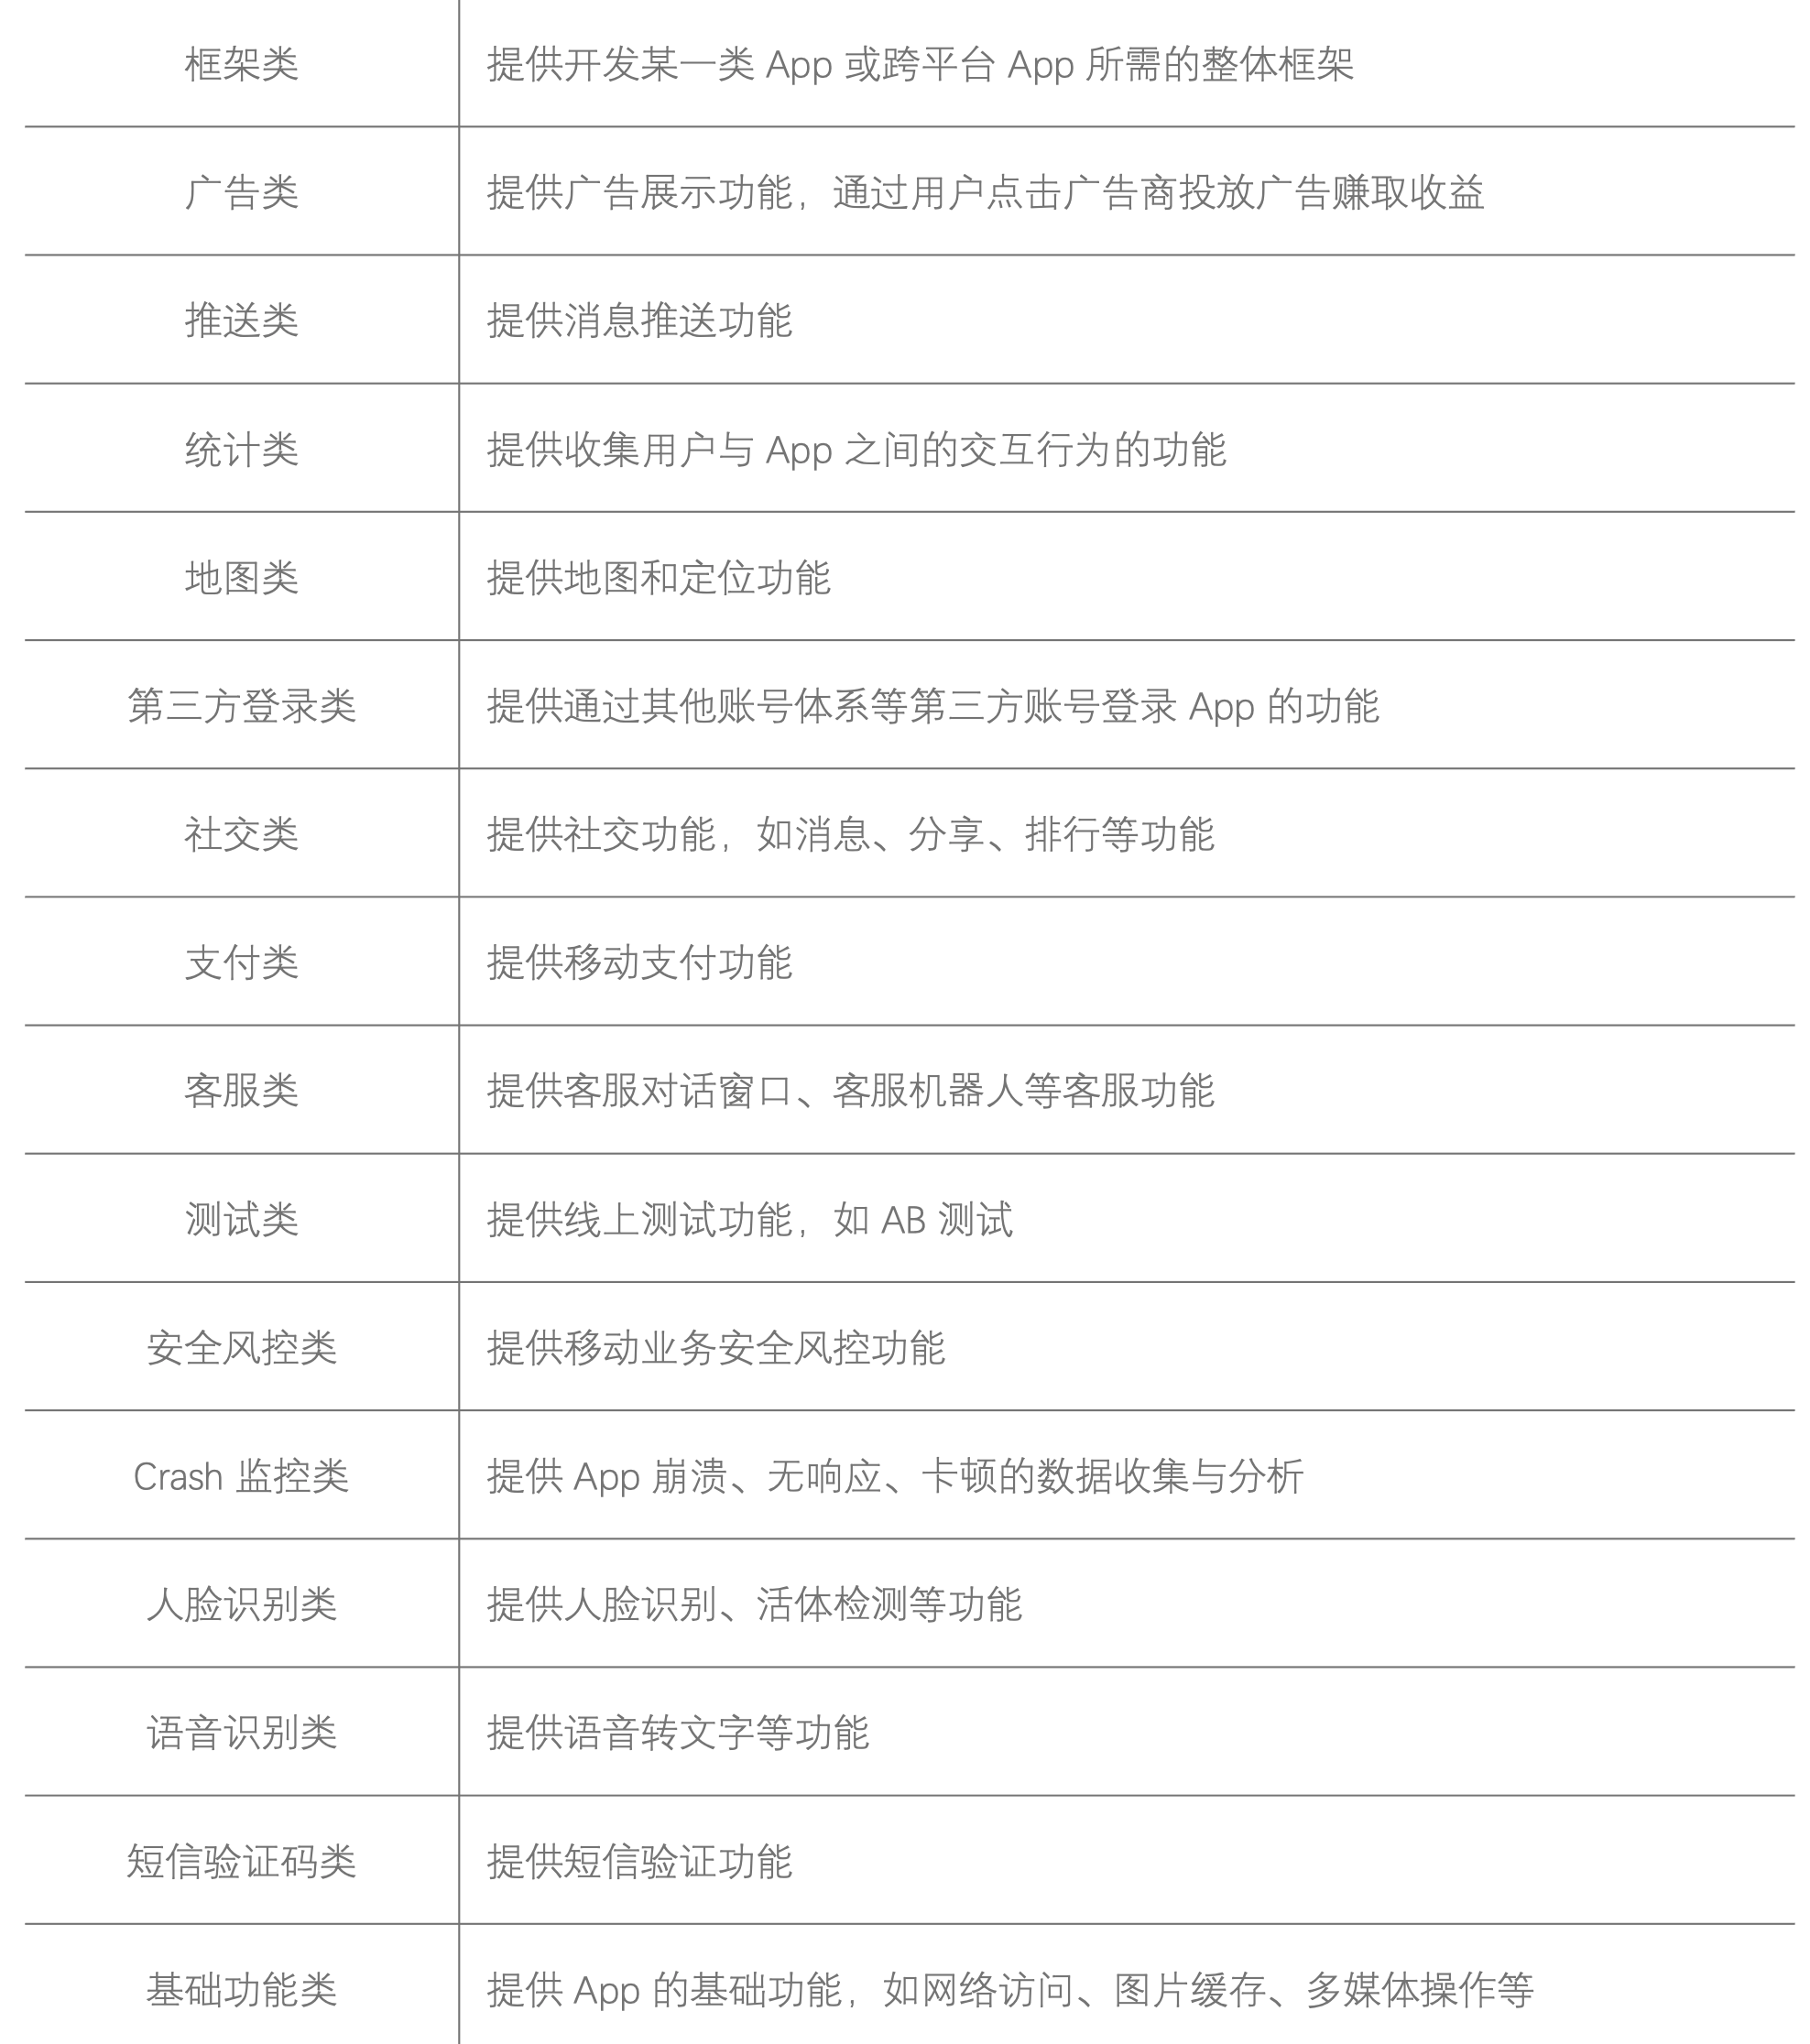 框架类 提供开发某一类 App 或跨平台 App 所需的整体框架
广告类 提供广告展示功能，通过用户点击广告商投放广告赚取收益
推送类 提供消息推送功能
统计类 提供收集用户与 App 之间的交互行为的功能
地图类 提供地图和定位功能
第三方登录类 提供通过其他账号体系等第三方账号登录 App 的功能
社交类 提供社交功能，如消息、分享、排行等功能
支付类 提供移动支付功能
客服类 提供客服对话窗口、客服机器人等客服功能
测试类 提供线上测试功能，如 AB 测试
安全风控类 提供移动业务安全风控功能
Crash 监控类 提供 App 崩溃、无响应、卡顿的数据收集与分析
人脸识别类 提供人脸识别、活体检测等功能
语音识别类 提供语音转文字等功能
短信验证码类 提供短信验证功能
基础功能类 提供 App 的基础功能，如网络访问、图片缓存、多媒体操作等